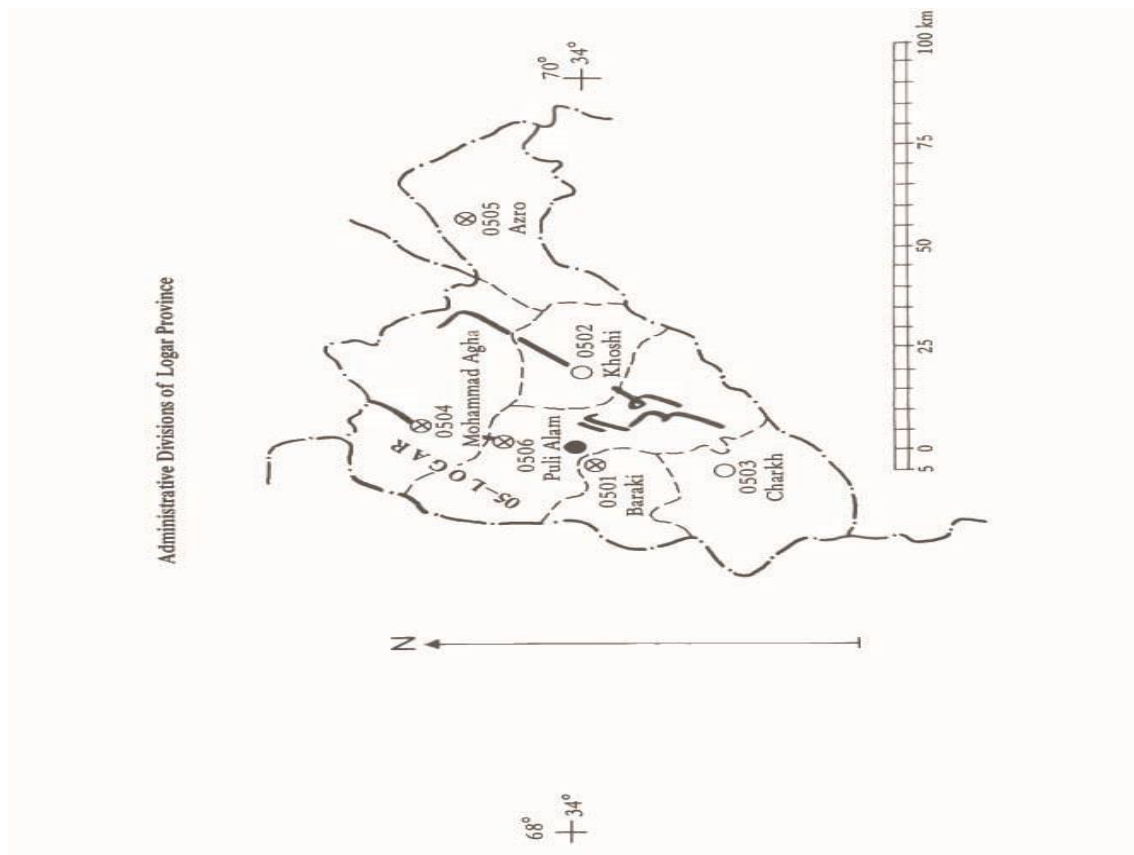 Administrative Divisions of Logar Province
N
05-LOGAR
0504
Mohammad Agha
0505
Azro
0506
Puli Alam
0502
Khoshi
0501
Baraki
0503
Charkh
68°
34°
70°
34°
5 0 25 50 75 100 km